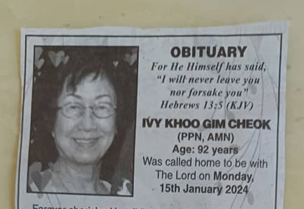 OBITUARY
For He Himself has said,
"I will never leave you
nor forsake you"
Hebrews 13:5 (KJV)
IVY KHOO GIM CHEOK
(PPN, AMN)
Age: 92 years
Was called home to be with
The Lord on Monday,
15th January 2024